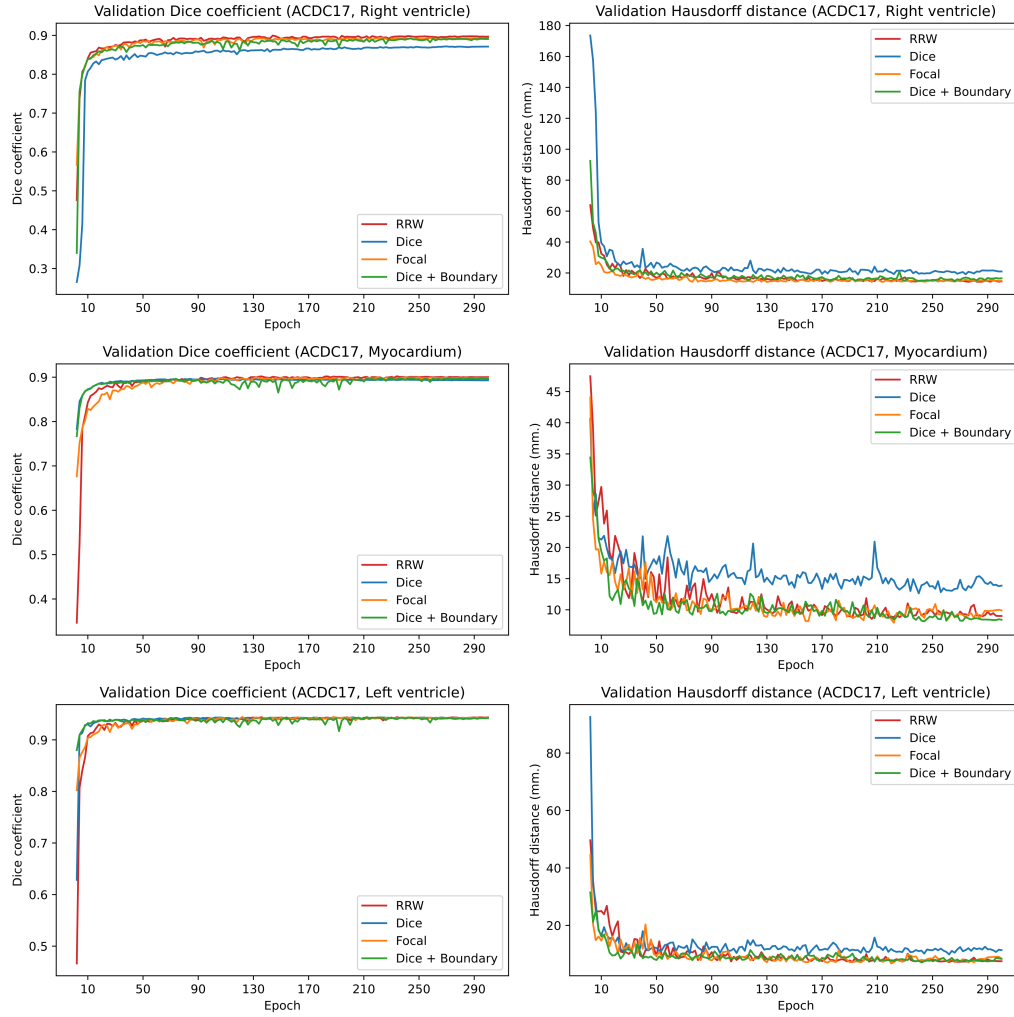 Validation Dice coefficient (ACDC17, Right ventricle)
Dice coefficient
0.9
0.8
0.7
0.6
0.5
0.4
0.3
RRW
Dice
Focal
Dice + Boundary
10 50 90 130 170 210 250 290
Epoch
Validation Hausdorff distance (ACDC17, Right ventricle)
Hausdorff distance (mm.)
180
160
140
120
100
80
60
40
20
RRW
Dice
Focal
Dice + Boundary
10 50 90 130 170 210 250 290
Epoch
Validation Dice coefficient (ACDC17, Myocardium)
Dice coefficient
0.9
0.8
0.7
0.6
0.5
0.4
RRW
Dice
Focal
Dice + Boundary
10 50 90 130 170 210 250 290
Epoch
Validation Hausdorff distance (ACDC17, Myocardium)
Hausdorff distance (mm.)
45
40
35
30
25
20
15
10
RRW
Dice
Focal
Dice + Boundary
10 50 90 130 170 210 250 290
Epoch
Validation Dice coefficient (ACDC17, Left ventricle)
Dice coefficient
0.9
0.8
0.7
0.6
0.5
RRW
Dice
Focal
Dice + Boundary
10 50 90 130 170 210 250 290
Epoch
Validation Hausdorff distance (ACDC17, Left ventricle)
Hausdorff distance (mm.)
80
60
40
20
RRW
Dice
Focal
Dice + Boundary
10 50 90 130 170 210 250 290
Epoch